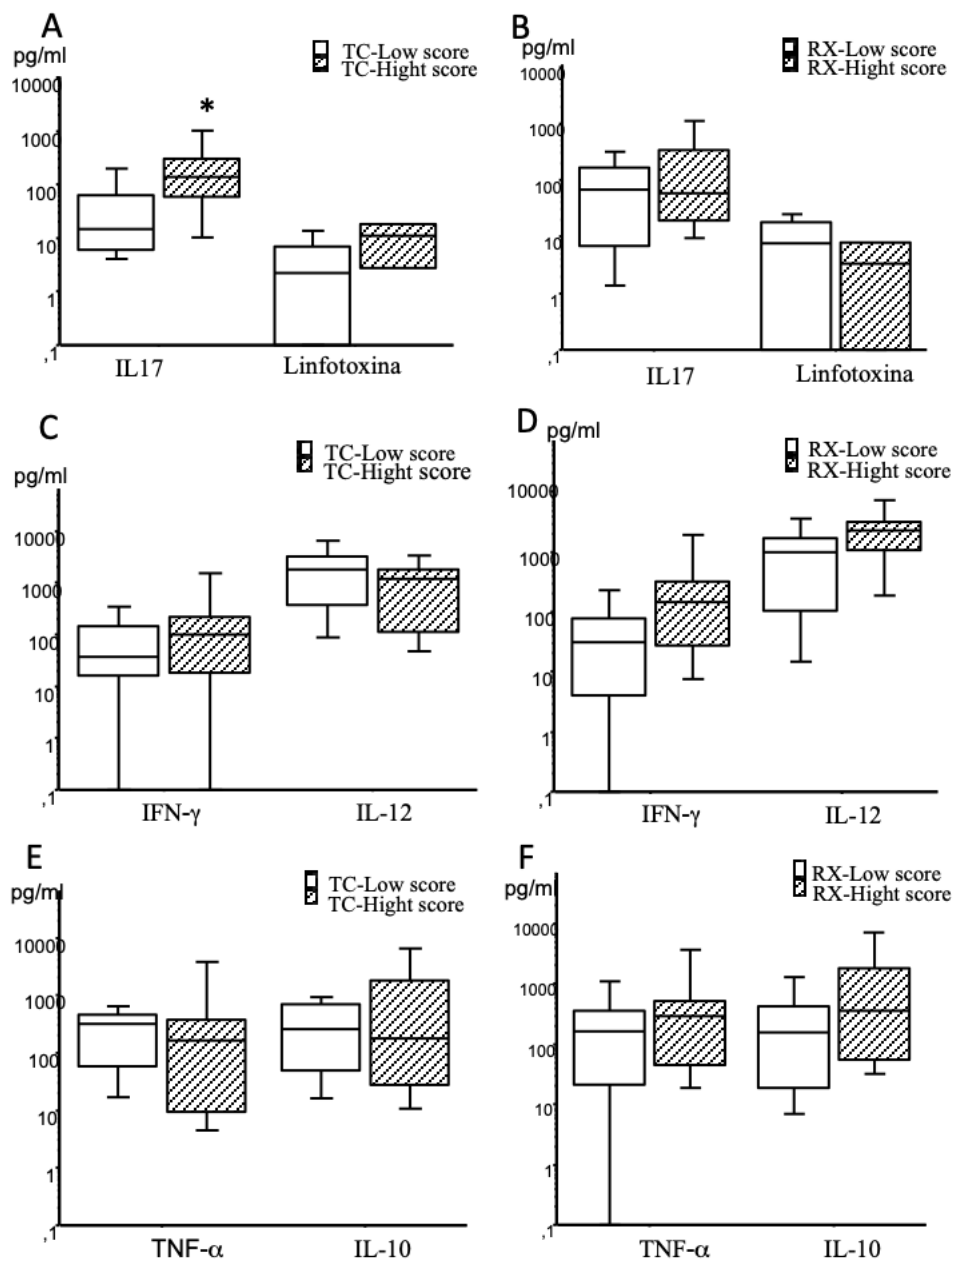 A
pg/ml
TC-Low score
TC-Hight score
10000
1000
100
10
1
,1
*
IL17
Linfotoxina
B
pg/ml
RX-Low score
RX-Hight score
10000
1000
100
10
1
,1
IL17
Linfotoxina
C
pg/ml
TC-Low score
TC-Hight score
10000
1000
100
10
1
,1
IFN-γ
IL-12
D
pg/ml
RX-Low score
RX-Hight score
10000
1000
100
10
1
,1
IFN-γ
IL-12
E
pg/ml
TC-Low score
TC-Hight score
10000
1000
100
10
1
,1
TNF-α
IL-10
F
pg/ml
RX-Low score
RX-Hight score
10000
1000
100
10
1
,1
TNF-α
IL-10